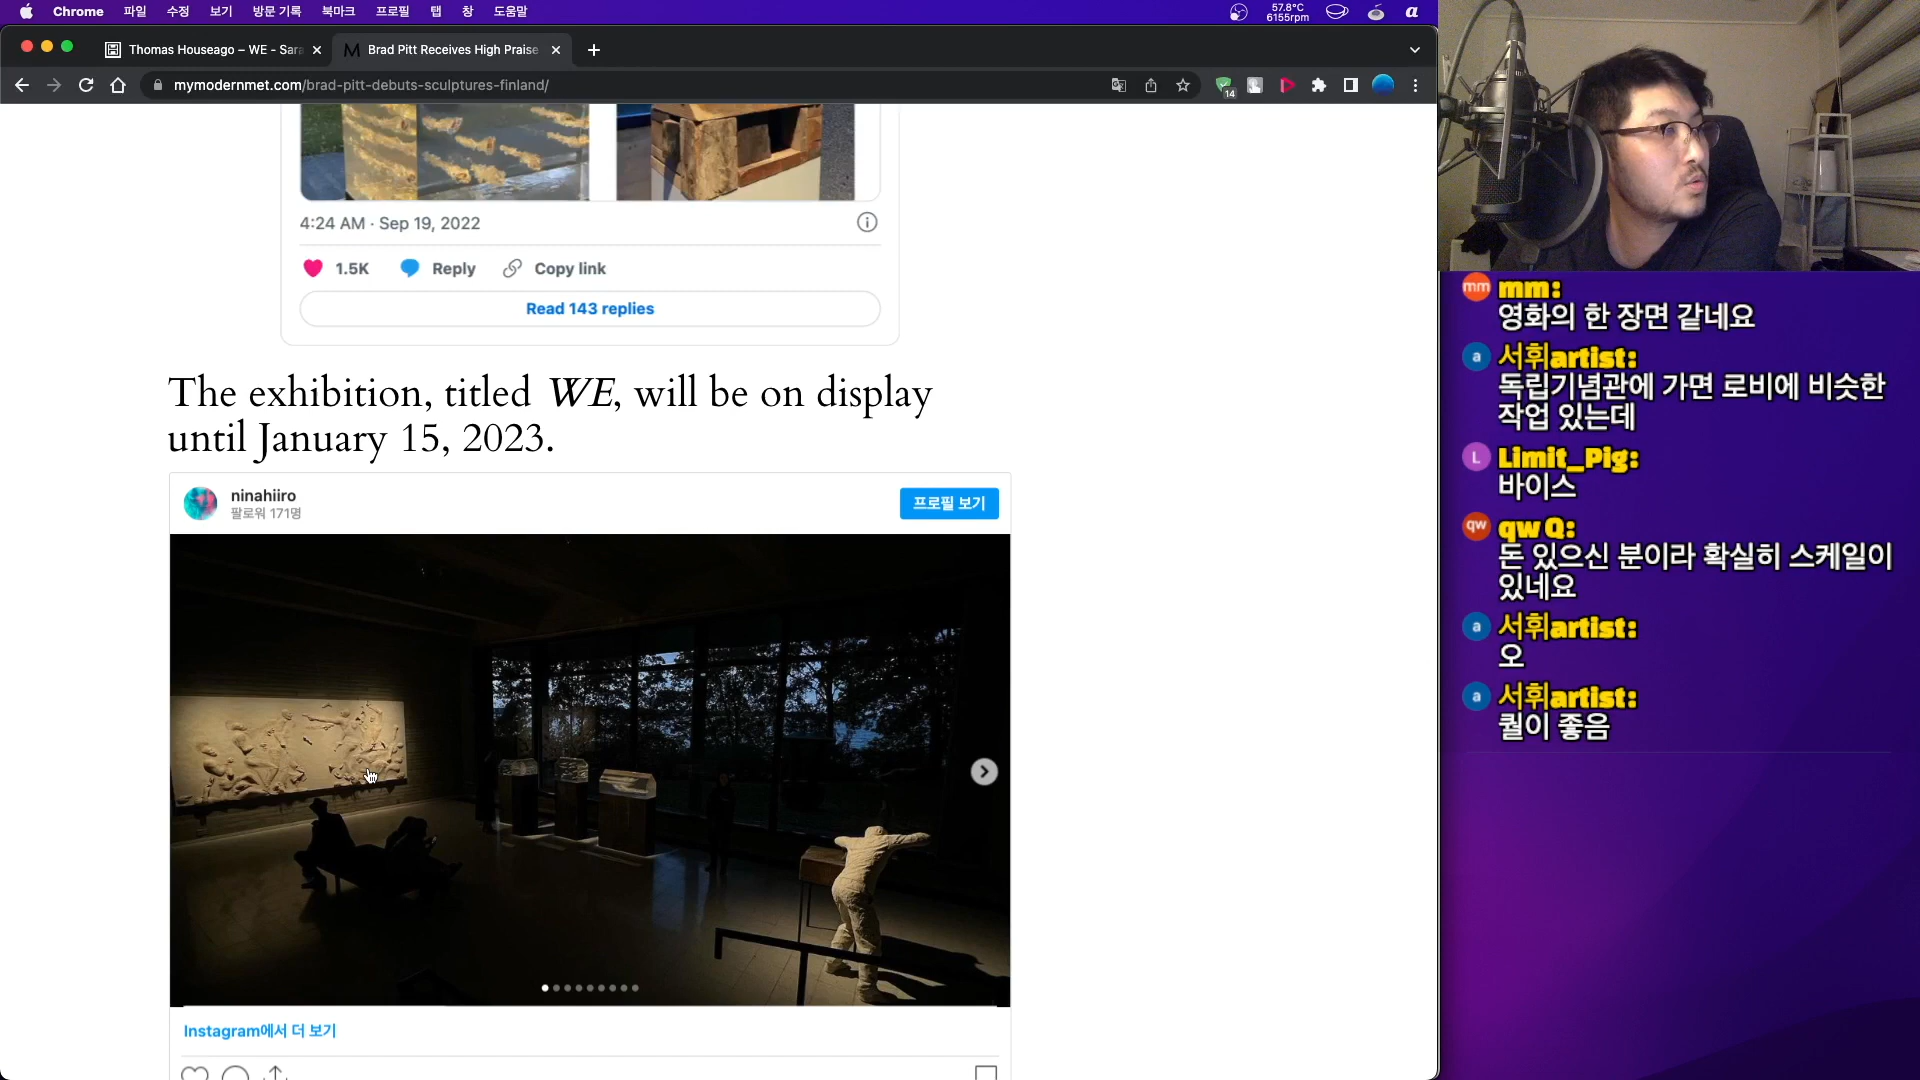 Chrome 파일 수정 보기 방문 기록 북마크 프로필 탭 창 도움말
57.8°C
6155rpm
Thomas Houseago – WE - Sara
Brad Pitt Receives High Praise
mymodernmet.com/brad-pitt-debuts-sculptures-finland/
14
4:24 AM · Sep 19, 2022
1.5K Reply Copy link
Read 143 replies
The exhibition, titled WE, will be on display
until January 15, 2023.
ninahiiro
팔로워 171명
프로필 보기
Instagram에서 더 보기
mm mm:
영화의 한 장면 같네요
a 서휘artist:
독립기념관에 가면 로비에 비슷한
작업 있는데
L Limit_Pig:
바이스
qw qw Q:
돈 있으신 분이라 확실히 스케일이
있네요
a 서휘artist:
오
a 서휘artist:
퀄이 좋음